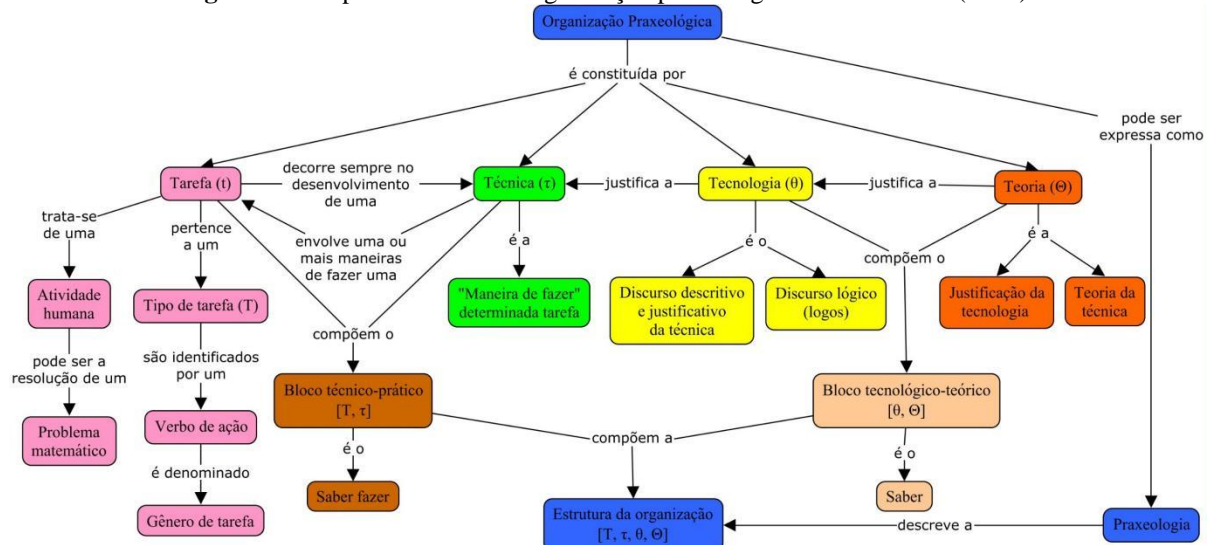 Organização Praxeológica
é constituída por
pode ser
expressa como
Tarefa (t)
decorre sempre no
desenvolvimento
de uma
Técnica (τ)
justifica a
Tecnologia (θ)
justifica a
Teoria (Θ)
trata-se
de uma
pertence
a um
envolve uma ou
mais maneiras
de fazer uma
é a
é o
compõem o
é a
Atividade
humana
Tipo de tarefa (T)
"Maneira de fazer"
determinada tarefa
Discurso descritivo
e justificativo
da técnica
Discurso lógico
(logos)
Justificação da
tecnologia
Teoria da
técnica
compõem o
pode ser a
resolução de um
são identificados
por um
Bloco técnico-prático
[T, τ]
Bloco tecnológico-teórico
[θ, Θ]
Problema
matemático
Verbo de ação
compõem a
é o
é o
é denominado
Saber fazer
Saber
Gênero de tarefa
Estrutura da organização
[T, τ, θ, Θ]
descreve a
Praxeologia